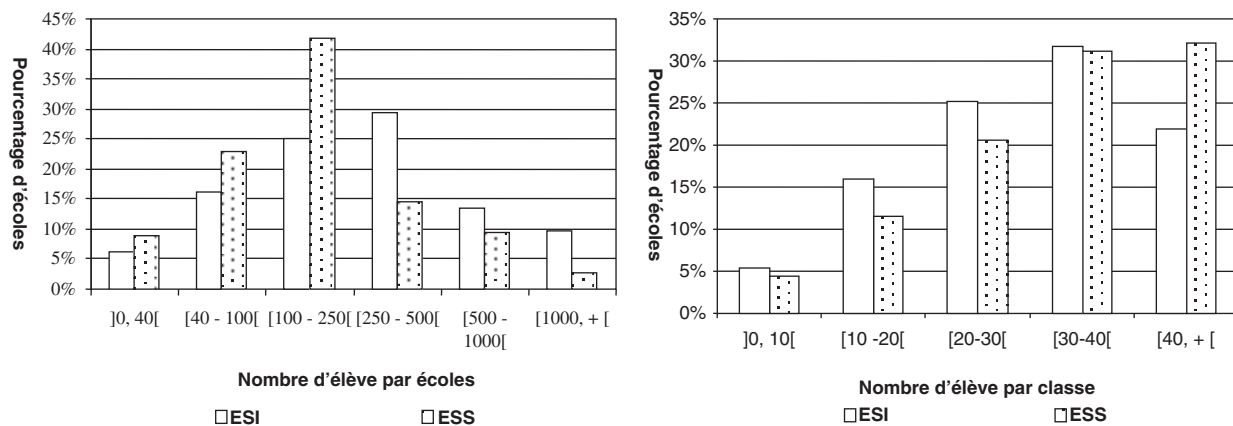 Pourcentage d'écoles
45%
40%
35%
30%
25%
20%
15%
10%
5%
0%
]0, 40[ [40 - 100[ [100 - 250[ [250 - 500[ [500 - 1000[ [1000, + [
Nombre d'élève par écoles
ESI ESS
Pourcentage d'écoles
35%
30%
25%
20%
15%
10%
5%
0%
]0, 10[ [10 -20[ [20-30[ [30-40[ [40, + [
Nombre d'élève par classe
ESI ESS